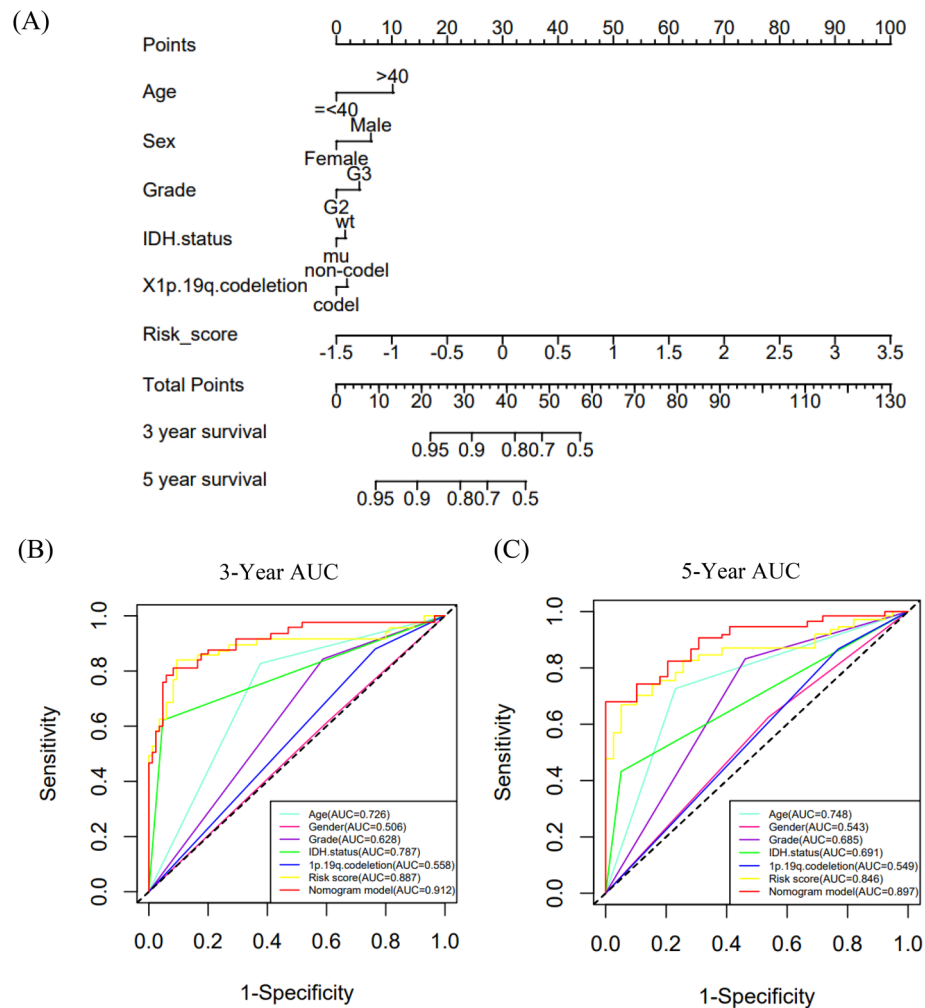 (A)
Points
0 10 20 30 40 50 60 70 80 90 100
Age
>40
=<40
Sex
Male
Female
Grade
G3
G2
IDH.status
wt
mu
X1p.19q.codeletion
non-codel
codel
Risk_score
-1.5 -1 -0.5 0 0.5 1 1.5 2 2.5 3 3.5
Total Points
0 10 20 30 40 50 60 70 80 90 110 130
3 year survival
0.95 0.9 0.80.7 0.5
5 year survival
0.95 0.9 0.80.7 0.5
(B)
3-Year AUC
Sensitivity
1.0
0.8
0.6
0.4
0.2
0.0
Age(AUC=0.726)
Gender(AUC=0.506)
Grade(AUC=0.628)
IDH.status(AUC=0.787)
1p.19q.codeletion(AUC=0.558)
Risk score(AUC=0.887)
Nomogram model(AUC=0.912)
0.0 0.2 0.4 0.6 0.8 1.0
1-Specificity
(C)
5-Year AUC
Sensitivity
1.0
0.8
0.6
0.4
0.2
0.0
Age(AUC=0.748)
Gender(AUC=0.543)
Grade(AUC=0.685)
IDH.status(AUC=0.691)
1p.19q.codeletion(AUC=0.549)
Risk score(AUC=0.846)
Nomogram model(AUC=0.897)
0.0 0.2 0.4 0.6 0.8 1.0
1-Specificity